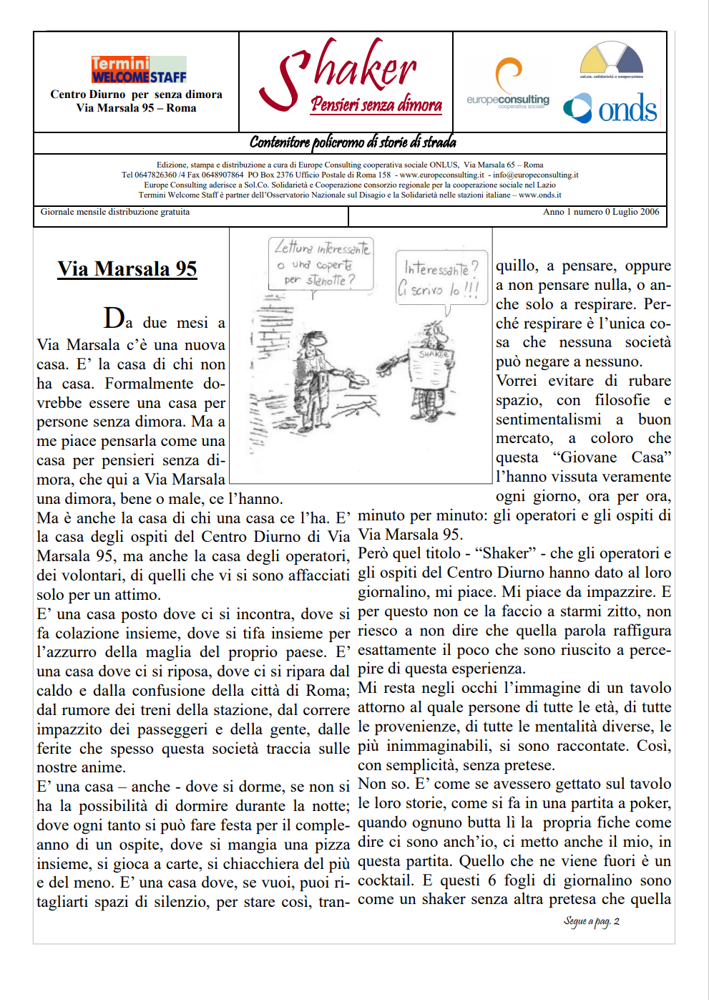 Termini
WELCOME STAFF
Centro Diurno per senza dimora
Via Marsala 95 – Roma
Shaker
Pensieri senza dimora
europeconsulting
cooperativa sociale
sol.co. solidarietà e cooperazione
onds
Contenitore policromo di storie di strada
Edizione, stampa e distribuzione a cura di Europe Consulting cooperativa sociale ONLUS, Via Marsala 65 – Roma
Tel 0647826360 /4 Fax 0648907864 PO Box 2376 Ufficio Postale di Roma 158 - www.europeconsulting.it - info@europeconsulting.it
Europe Consulting aderisce a Sol.Co. Solidarietà e Cooperazione consorzio regionale per la cooperazione sociale nel Lazio
Termini Welcome Staff è partner dell’Osservatorio Nazionale sul Disagio e la Solidarietà nelle stazioni italiane – www.onds.it
Giornale mensile distribuzione gratuita
Anno 1 numero 0 Luglio 2006
Via Marsala 95
Da due mesi a
Via Marsala c’è una nuova
casa. E’ la casa di chi non
ha casa. Formalmente do-
vrebbe essere una casa per
persone senza dimora. Ma a
me piace pensarla come una
casa per pensieri senza di-
mora, che qui a Via Marsala
una dimora, bene o male, ce l’hanno.
Ma è anche la casa di chi una casa ce l’ha. E’
la casa degli ospiti del Centro Diurno di Via
Marsala 95, ma anche la casa degli operatori,
dei volontari, di quelli che vi si sono affacciati
solo per un attimo.
E’ una casa posto dove ci si incontra, dove si
fa colazione insieme, dove si tifa insieme per
l’azzurro della maglia del proprio paese. E’
una casa dove ci si riposa, dove ci si ripara dal
caldo e dalla confusione della città di Roma;
dal rumore dei treni della stazione, dal correre
impazzito dei passeggeri e della gente, dalle
ferite che spesso questa società traccia sulle
nostre anime.
E’ una casa – anche - dove si dorme, se non si
ha la possibilità di dormire durante la notte;
dove ogni tanto si può fare festa per il comple-
anno di un ospite, dove si mangia una pizza
insieme, si gioca a carte, si chiacchiera del più
e del meno. E’ una casa dove, se vuoi, puoi ri-
tagliarti spazi di silenzio, per stare così, tran-
Lettura interessante
o una coperta
per stanotte?
Interessante?
Ci scrivo Io!!!
SHAKER
quillo, a pensare, oppure
a non pensare nulla, o an-
che solo a respirare. Per-
ché respirare è l’unica co-
sa che nessuna società
può negare a nessuno.
Vorrei evitare di rubare
spazio, con filosofie e
sentimentalismi a buon
mercato, a coloro che
questa “Giovane Casa”
l’hanno vissuta veramente
ogni giorno, ora per ora,
minuto per minuto: gli operatori e gli ospiti di
Via Marsala 95.
Però quel titolo - “Shaker” - che gli operatori e
gli ospiti del Centro Diurno hanno dato al loro
giornalino, mi piace. Mi piace da impazzire. E
per questo non ce la faccio a starmi zitto, non
riesco a non dire che quella parola raffigura
esattamente il poco che sono riuscito a perce-
pire di questa esperienza.
Mi resta negli occhi l’immagine di un tavolo
attorno al quale persone di tutte le età, di tutte
le provenienze, di tutte le mentalità diverse, le
più inimmaginabili, si sono raccontate. Così,
con semplicità, senza pretese.
Non so. E’ come se avessero gettato sul tavolo
le loro storie, come si fa in una partita a poker,
quando ognuno butta lì la propria fiche come
dire ci sono anch’io, ci metto anche il mio, in
questa partita. Quello che ne viene fuori è un
cocktail. E questi 6 fogli di giornalino sono
come un shaker senza altra pretesa che quella
Segue a pag. 2